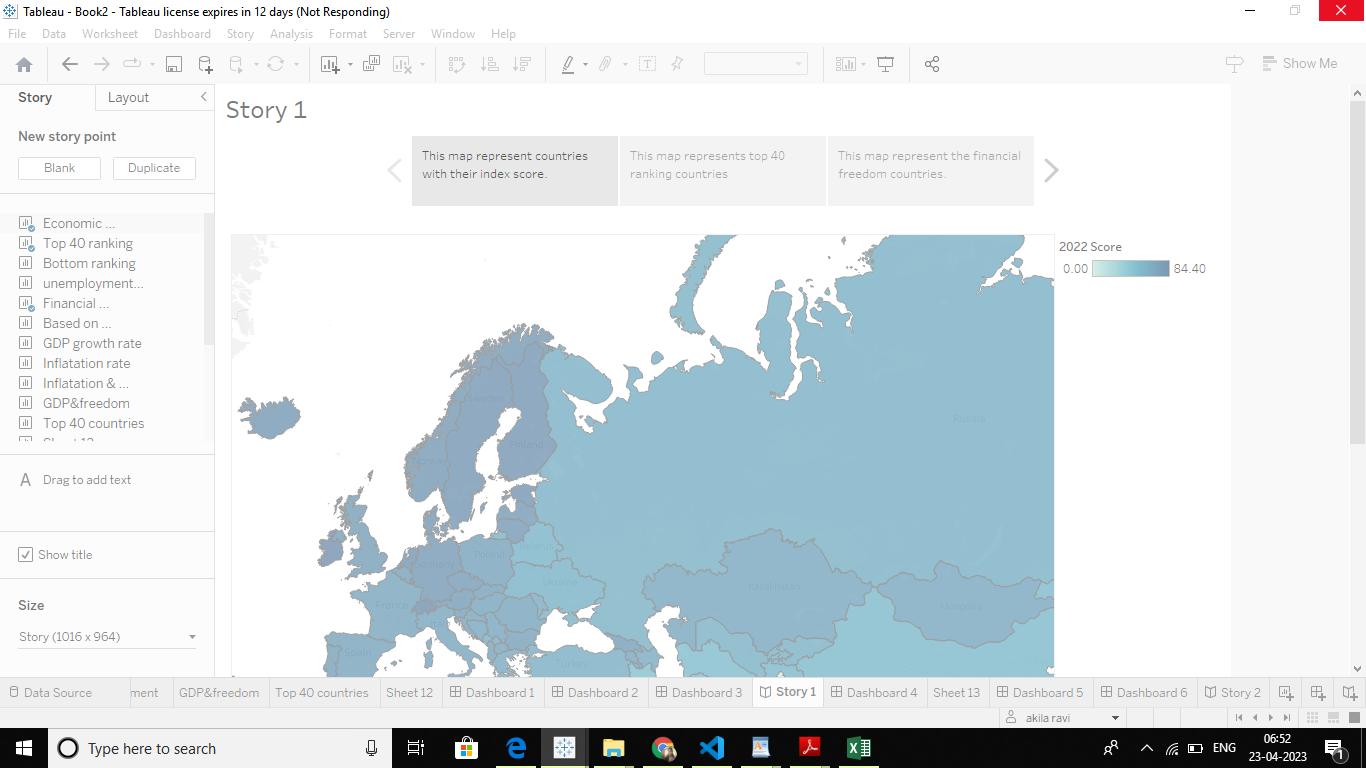 Tableau - Book2 - Tableau license expires in 12 days (Not Responding)
File Data Worksheet Dashboard Story Analysis Format Server Window Help
Show Me
Story Layout
New story point
Blank Duplicate
Economic ...
Top 40 ranking
Bottom ranking
unemployment...
Financial ...
Based on ...
GDP growth rate
Inflatation rate
Inflatation & ...
GDP&freedom
Top 40 countries
Sheet 12
A Drag to add text
Show title
Size
Story (1016 x 964)
Story 1
This map represent countries
with their index score.
This map represents top 40
ranking countries
This map represent the financial
freedom countries.
2022 Score
0.00 84.40
Russia
Sweden
Finland
Norway
Belarus
Poland
Germany
Ukraine
Kazakhstan
Mongolia
France
Italy
Spain
Turkey
Data Source ment GDP&freedom Top 40 countries Sheet 12 Dashboard 1 Dashboard 2 Dashboard 3 Story 1 Dashboard 4 Sheet 13 Dashboard 5 Dashboard 6 Story 2
akila ravi
Type here to search
ENG
06:52
23-04-2023
1